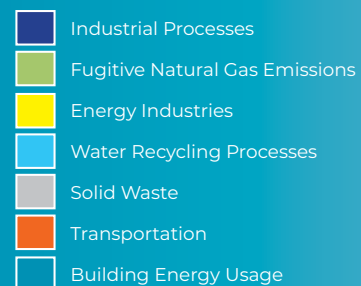 Industrial Processes
Fugitive Natural Gas Emissions
Energy Industries
Water Recycling Processes
Solid Waste
Transportation
Building Energy Usage